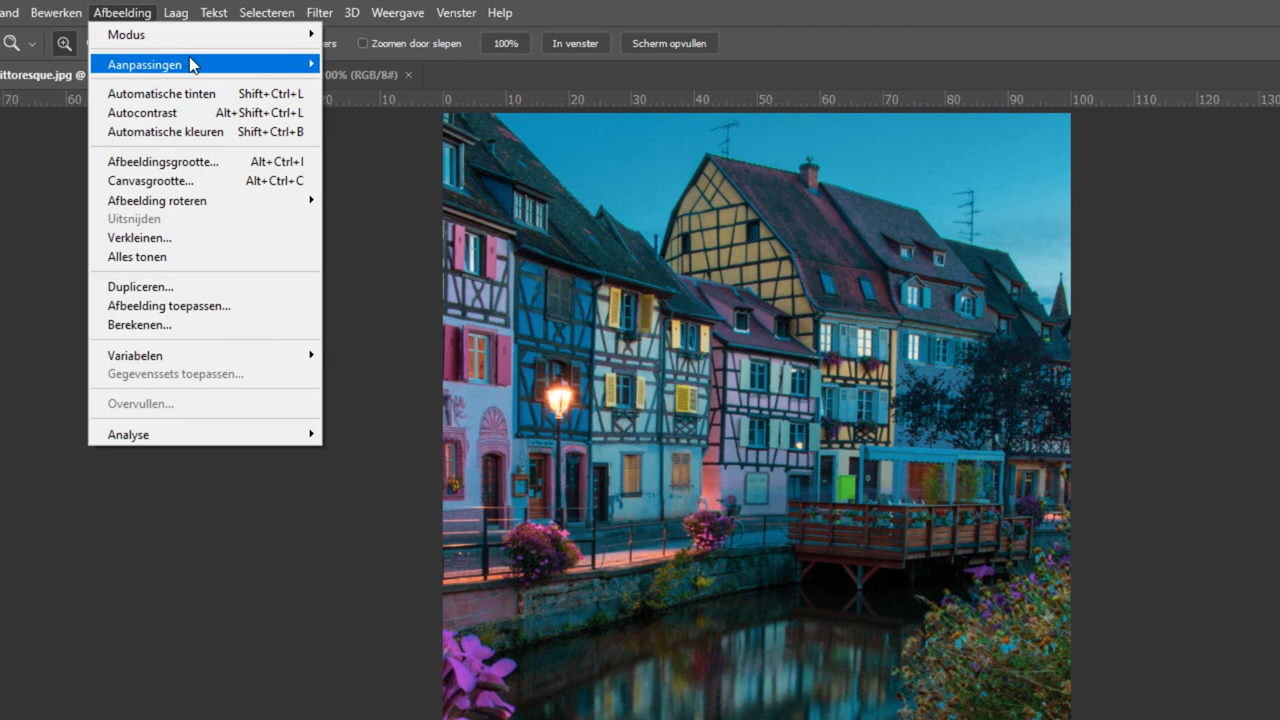 and Bewerken Afbeelding Laag Tekst Selecteren Filter 3D Weergave Venster Help
ers Zoomen door slepen 100% In venster Scherm opvullen
ittoresque.jpg @ 00% (RGB/8#) ×
70 60 20 10 0 10 20 30 40 50 60 70 80 90 100 110 120 130
Modus
Aanpassingen
Automatische tinten Shift+Ctrl+L
Autocontrast Alt+Shift+Ctrl+L
Automatische kleuren Shift+Ctrl+B
Afbeeldingsgrootte... Alt+Ctrl+I
Canvasgrootte... Alt+Ctrl+C
Afbeelding roteren
Uitsnijden
Verkleinen...
Alles tonen
Dupliceren...
Afbeelding toepassen...
Berekenen...
Variabelen
Gegevenssets toepassen...
Overvullen...
Analyse